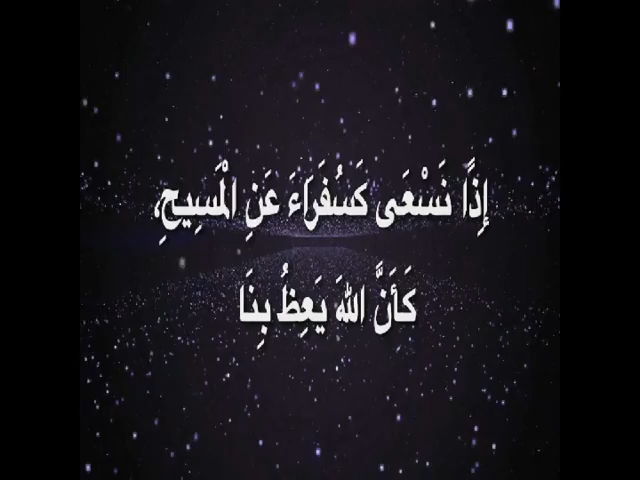 إِذًا نَسْعَى كَسُفَرَاءَ عَنِ الْمَسِيحِ،
كَأَنَّ اللهَ يَعِظُ بِنَا